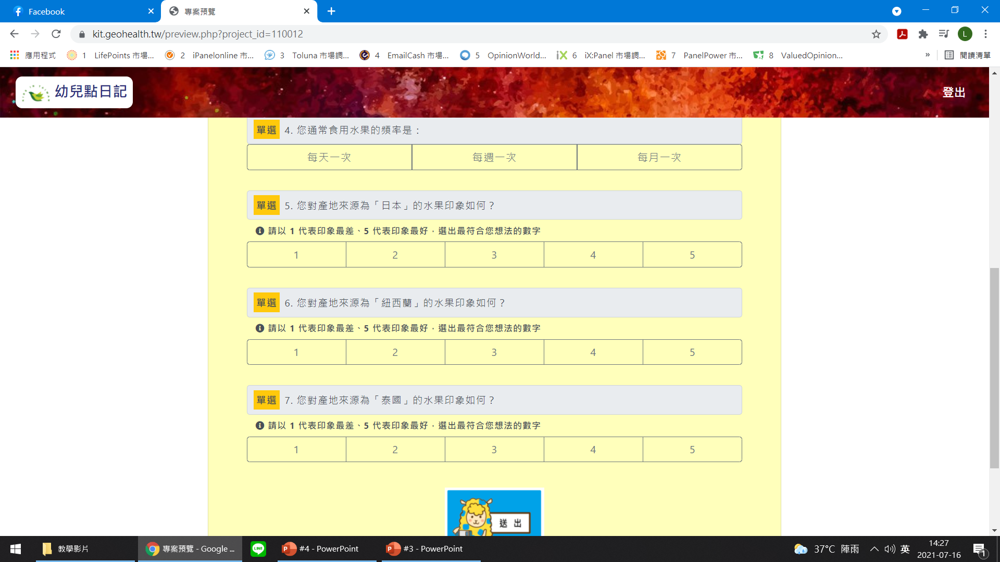 Facebook
專案預覽
kit.geohealth.tw/preview.php?project_id=110012
L
應用程式
1 LifePoints 市場...
2 iPanelonline 市...
3 Toluna 市場調...
4 EmailCash 市場...
5 OpinionWorld...
6 iX:Panel 市場調...
7 PanelPower 市...
8 ValuedOpinion...
»
閱讀清單
幼兒點日記
登出
單選 4. 您通常食用水果的頻率是：
每天一次 每週一次 每月一次
單選 5. 您對產地來源為「日本」的水果印象如何？
請以 1 代表印象最差、5 代表印象最好，選出最符合您想法的數字
1 2 3 4 5
單選 6. 您對產地來源為「紐西蘭」的水果印象如何？
請以 1 代表印象最差、5 代表印象最好，選出最符合您想法的數字
1 2 3 4 5
單選 7. 您對產地來源為「泰國」的水果印象如何？
請以 1 代表印象最差、5 代表印象最好，選出最符合您想法的數字
1 2 3 4 5
送出
教學影片
專案預覽 - Google ...
LINE
#4 - PowerPoint
#3 - PowerPoint
37°C 陣雨
英
14:27
2021-07-16
1